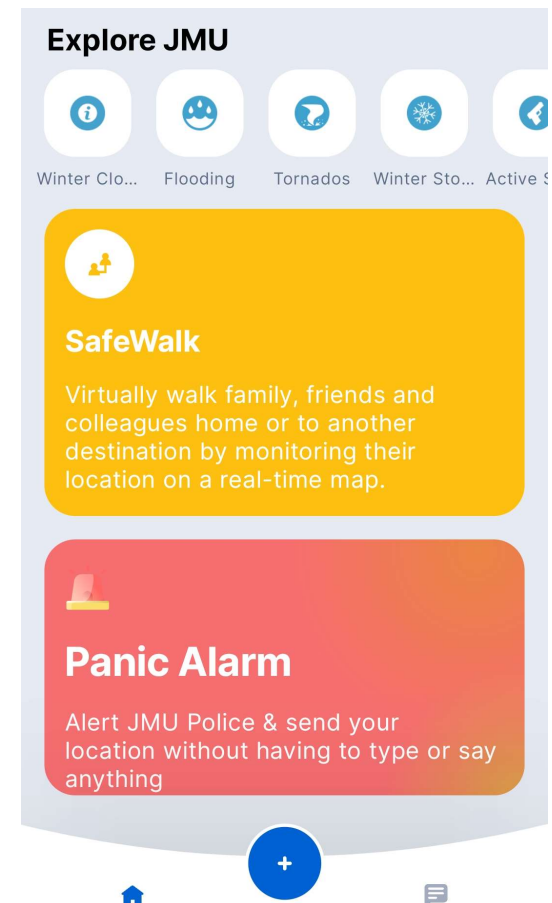 Explore JMU
Winter Clo... Flooding Tornados Winter Sto... Active S
SafeWalk
Virtually walk family, friends and
colleagues home or to another
destination by monitoring their
location on a real-time map.
Panic Alarm
Alert JMU Police & send your
location without having to type or say
anything